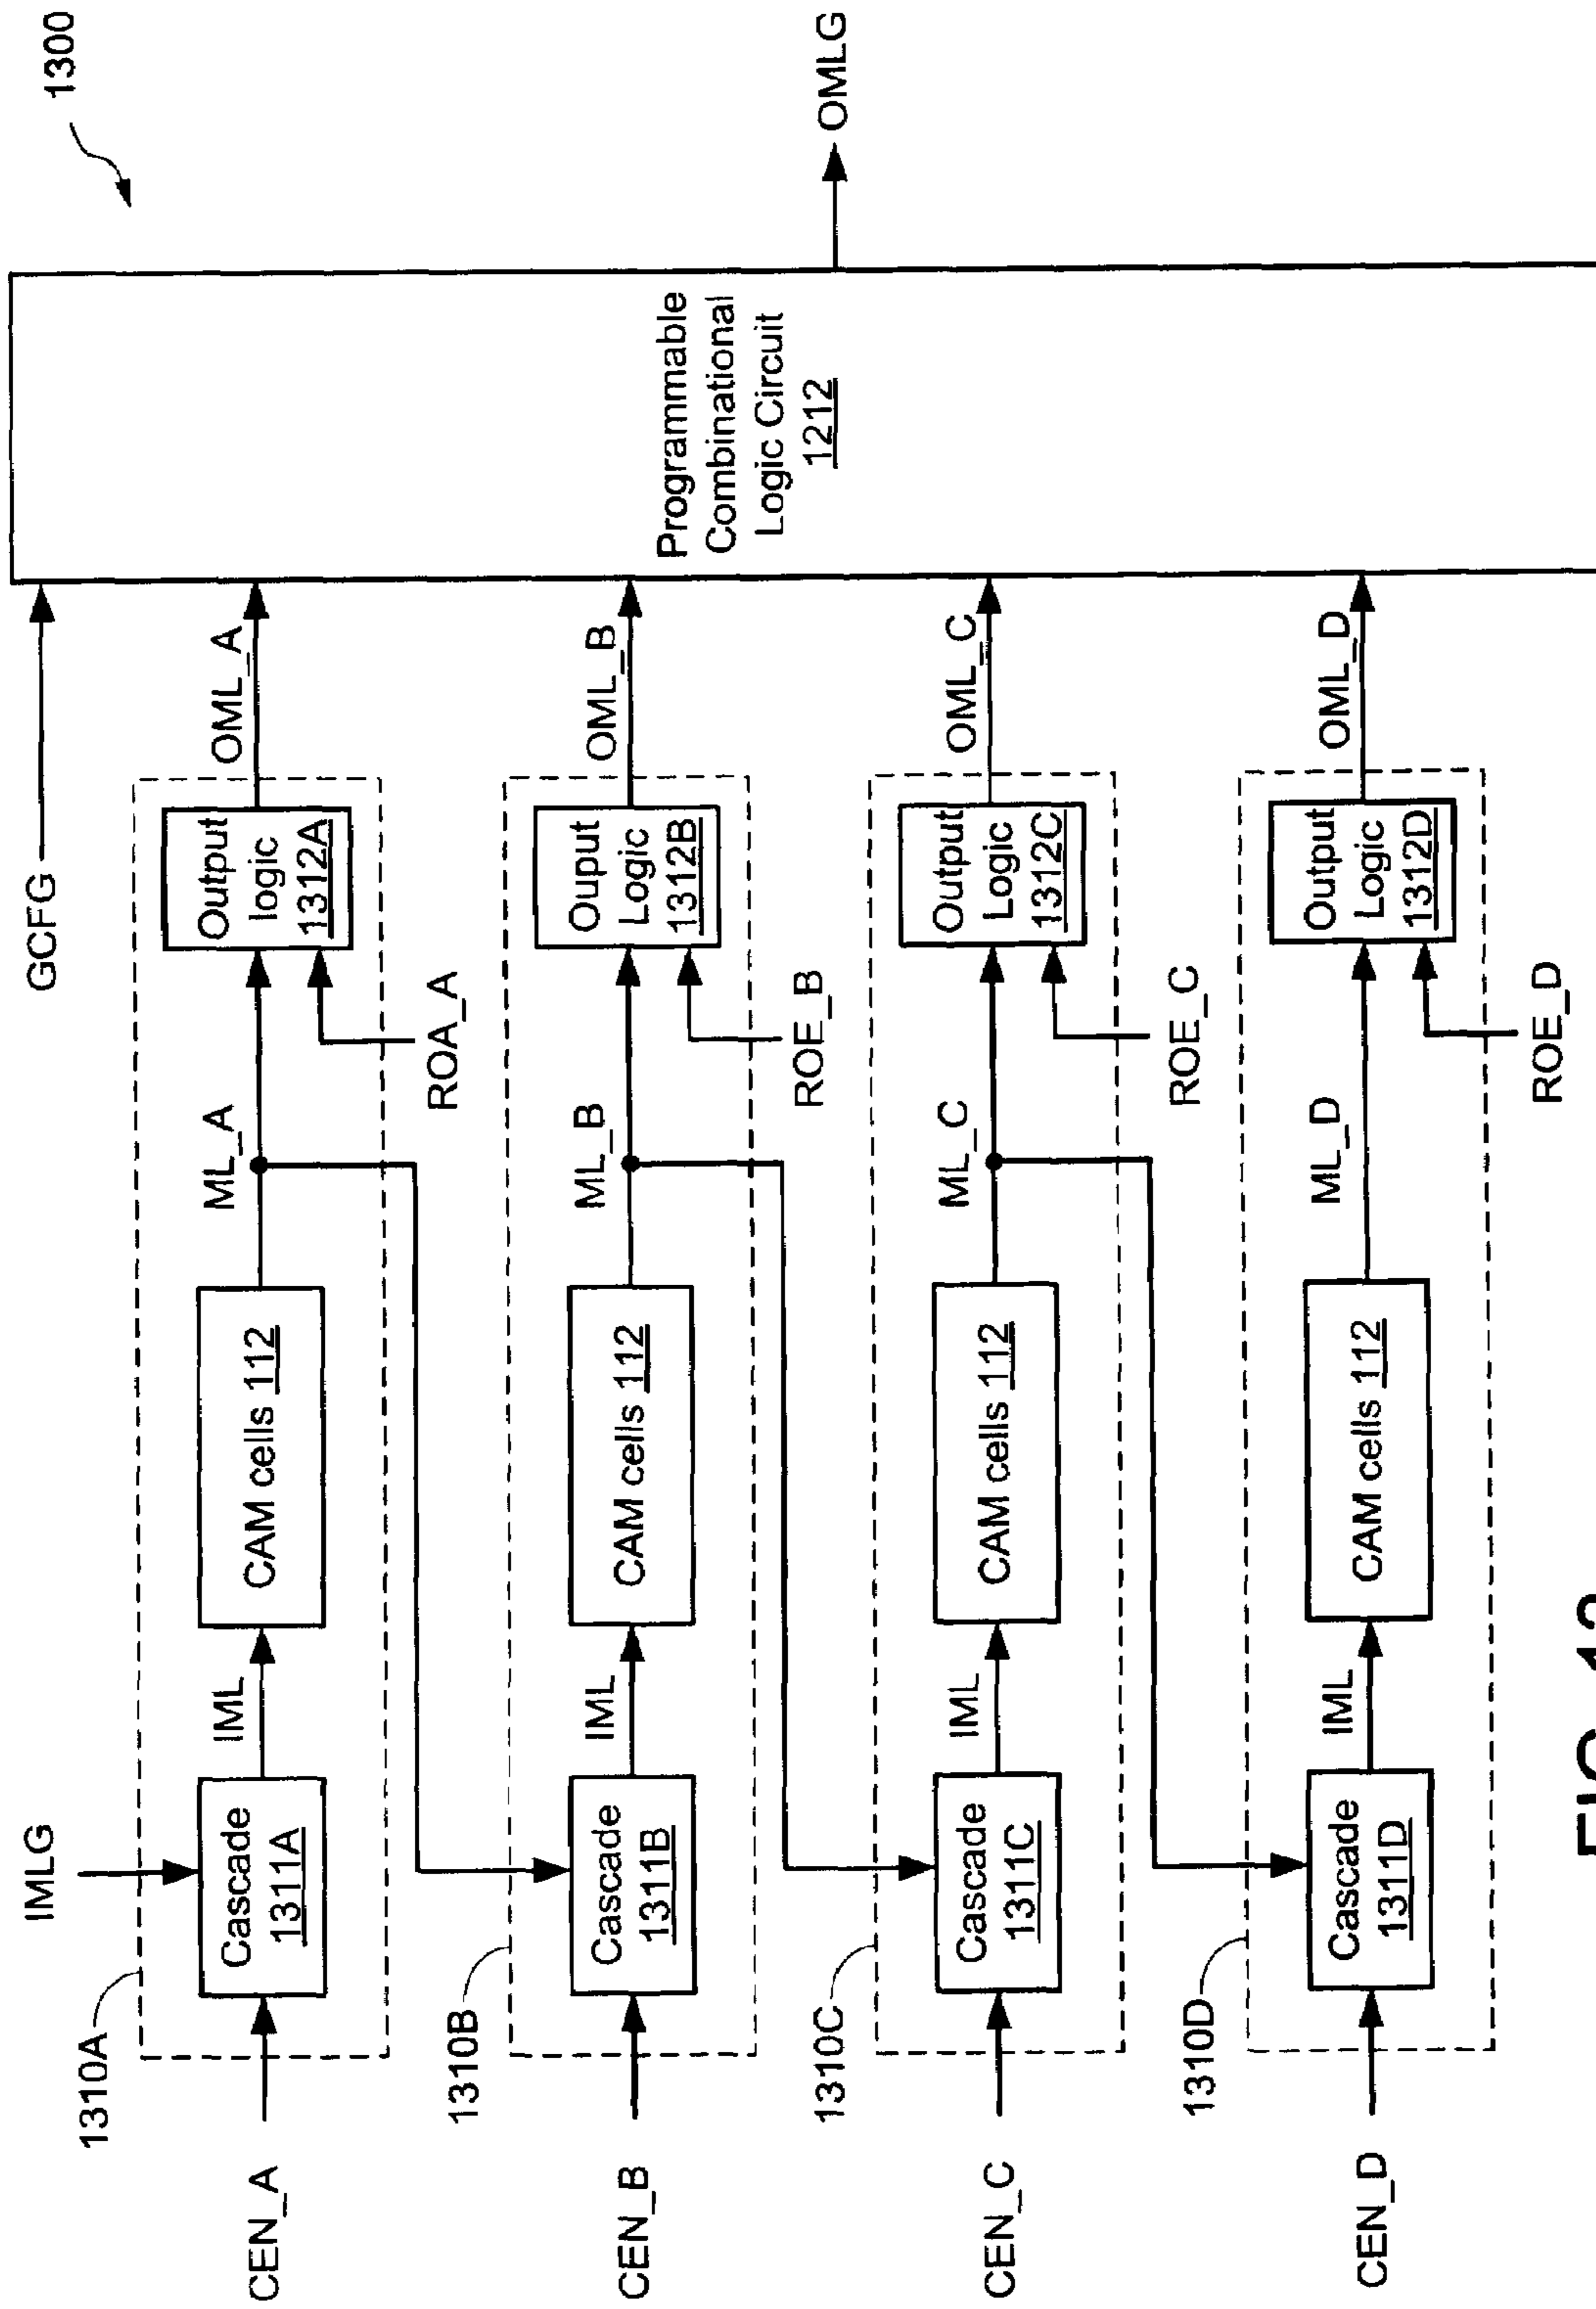 1300
IMLG
GCFG
1310A
CEN_A
Cascade
1311A
IML
CAM cells 112
ML_A
ROA_A
Output
logic
1312A
OML_A
1310B
CEN_B
Cascade
1311B
IML
CAM cells 112
ML_B
ROE_B
Ouput
Logic
1312B
OML_B
1310C
CEN_C
Cascade
1311C
IML
CAM cells 112
ML_C
ROE_C
Output
Logic
1312C
OML_C
1310D
CEN_D
Cascade
1311D
IML
CAM cells 112
ML_D
ROE_D
Output
Logic
1312D
OML_D
Programmable
Combinational
Logic Circuit
1212
OMLG
FIG. 13